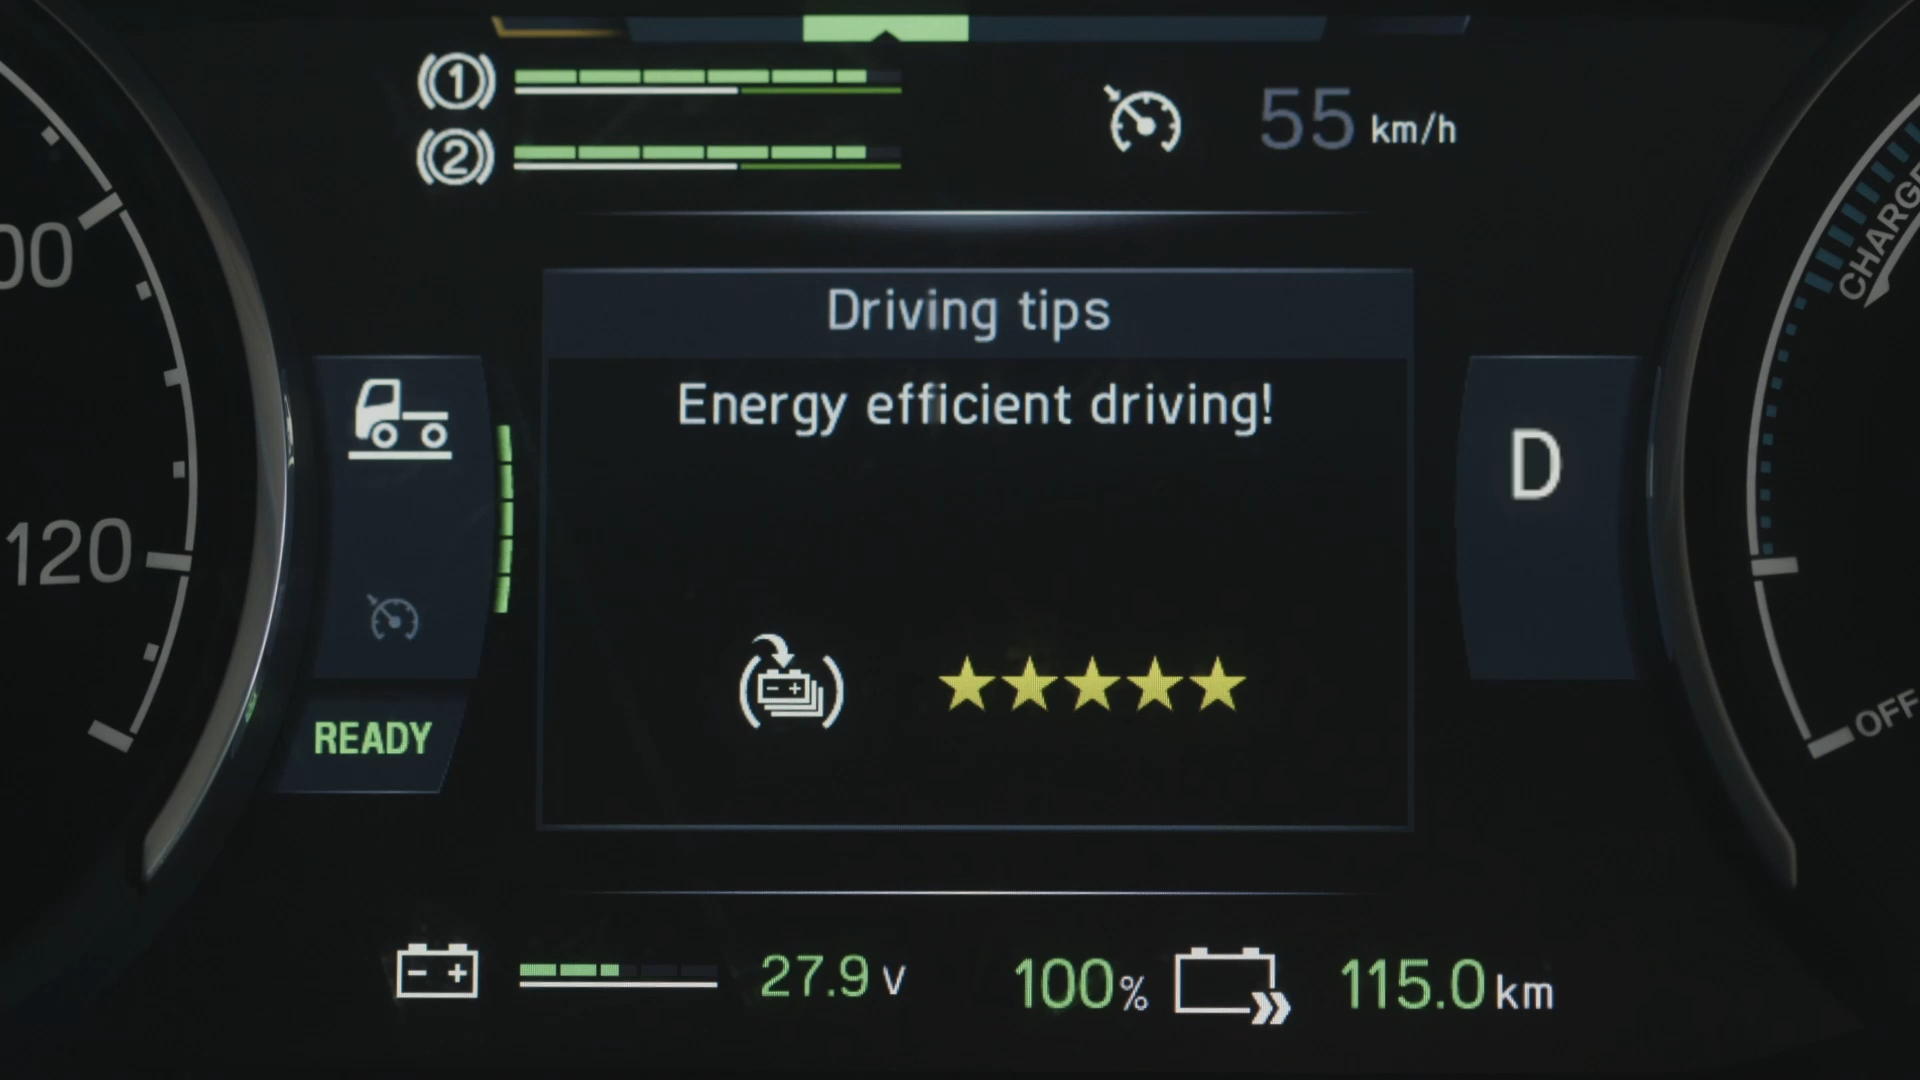 1
55 km/h
2
CHARGE
00
Driving tips
Energy efficient driving!
D
120
READY
OFF
27.9 V
100% 115.0 km